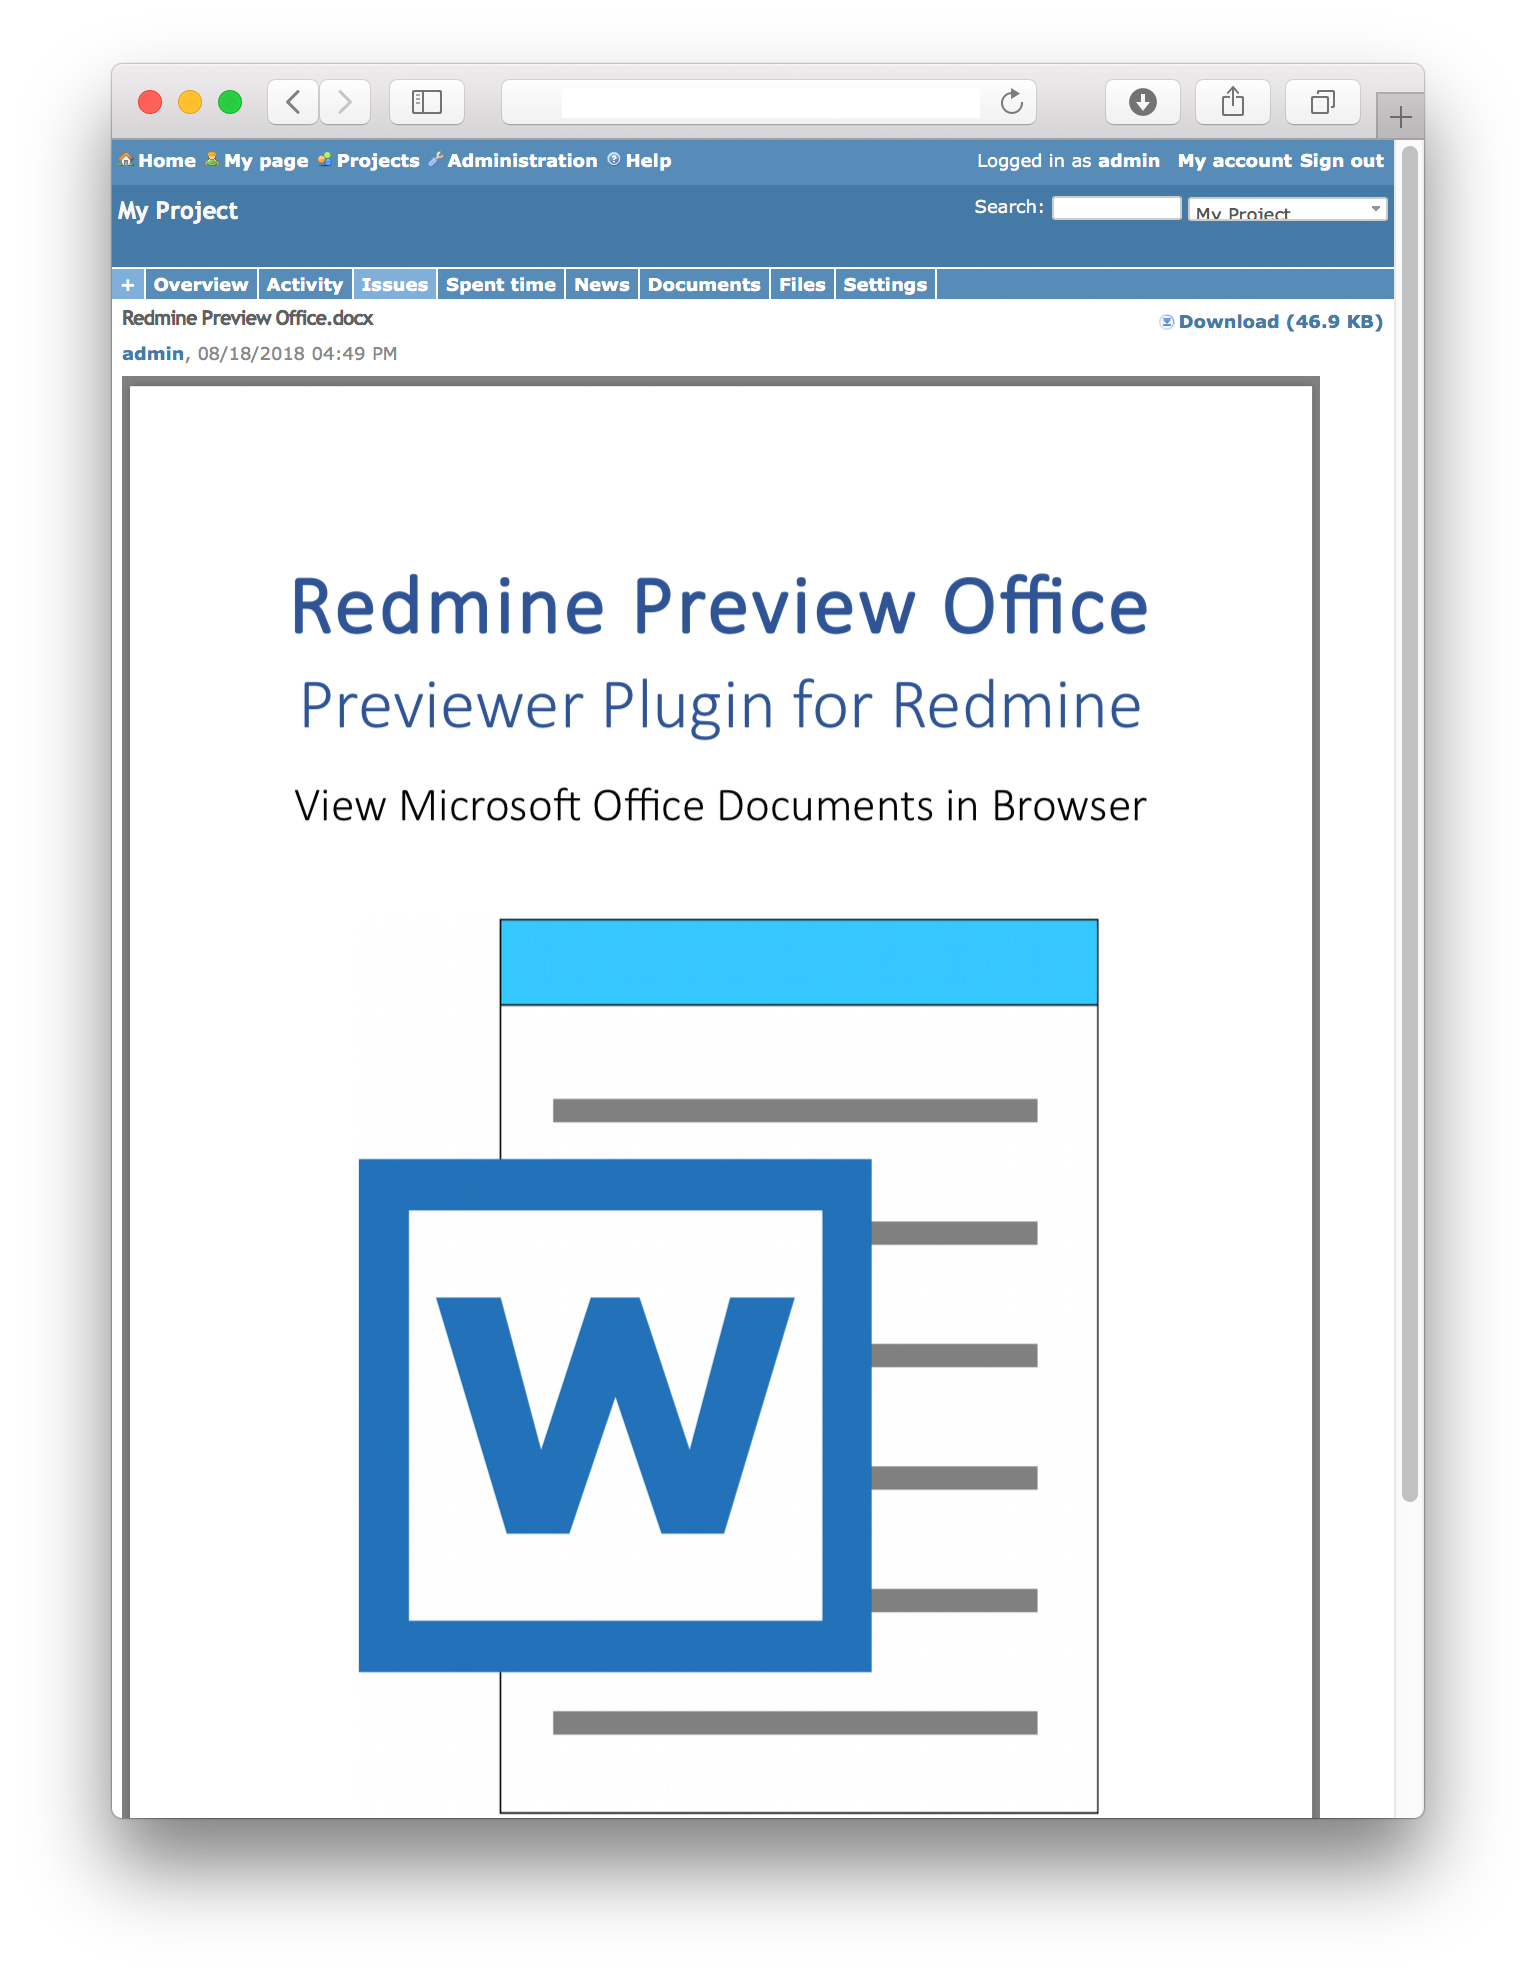 Home My page Projects Administration Help Logged in as admin My account Sign out
My Project Search: My Project
+ Overview Activity Issues Spent time News Documents Files Settings
Redmine Preview Office.docx Download (46.9 KB)
admin, 08/18/2018 04:49 PM
Redmine Preview Office
Previewer Plugin for Redmine
View Microsoft Office Documents in Browser
W